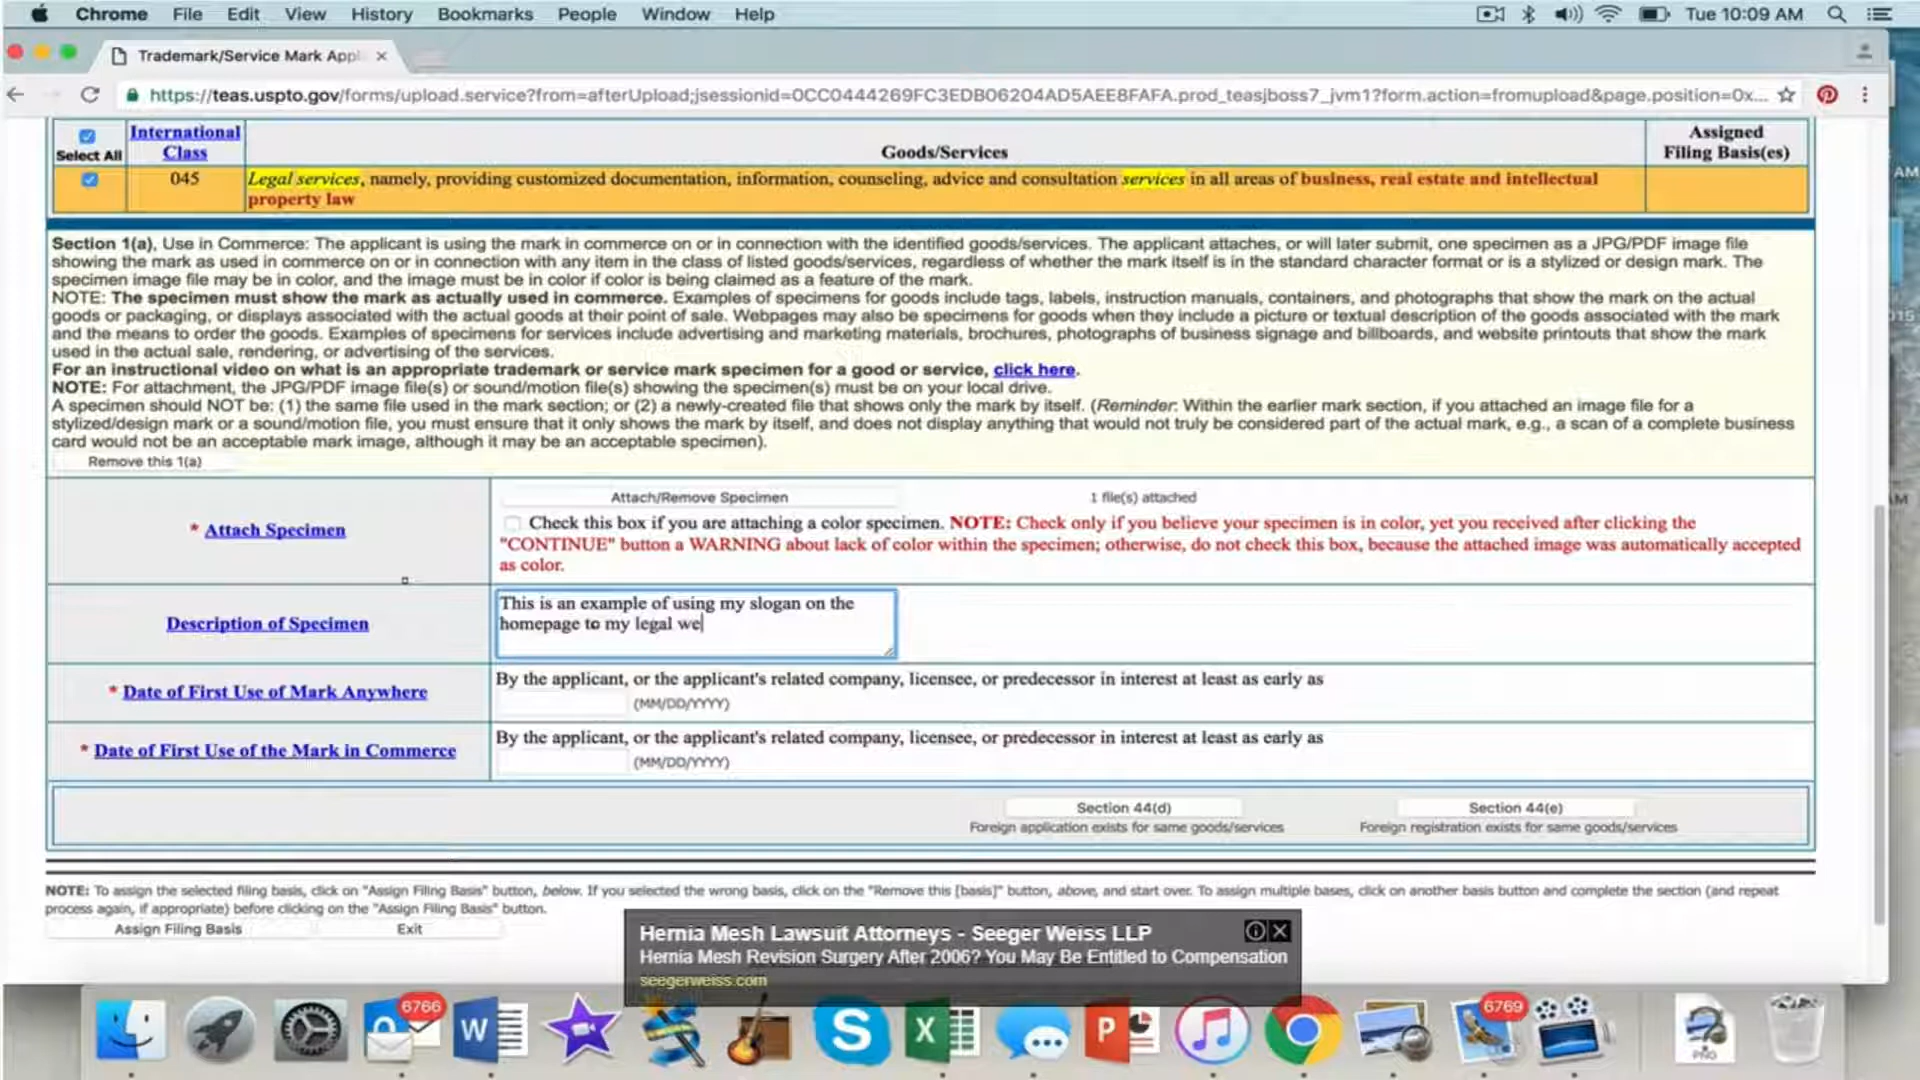 Chrome File Edit View History Bookmarks People Window Help Tue 10:09 AM
Trademark/Service Mark Appl
https://teas.uspto.gov/forms/upload.service?from=afterUpload;jsessionid=0CC0444269FC3EDB06204AD5AEE8FAFA.prod_teasjboss7_jvm1?form.action=fromupload&page.position=0x...
Select All
International
Class
Goods/Services
Assigned
Filing Basis(es)
045
Legal services, namely, providing customized documentation, information, counseling, advice and consultation services in all areas of business, real estate and intellectual
property law
Section 1(a), Use in Commerce: The applicant is using the mark in commerce on or in connection with the identified goods/services. The applicant attaches, or will later submit, one specimen as a JPG/PDF image file
showing the mark as used in commerce on or in connection with any item in the class of listed goods/services, regardless of whether the mark itself is in the standard character format or is a stylized or design mark. The
specimen image file may be in color, and the image must be in color if color is being claimed as a feature of the mark.
NOTE: The specimen must show the mark as actually used in commerce. Examples of specimens for goods include tags, labels, instruction manuals, containers, and photographs that show the mark on the actual
goods or packaging, or displays associated with the actual goods at their point of sale. Webpages may also be specimens for goods when they include a picture or textual description of the goods associated with the mark
and the means to order the goods. Examples of specimens for services include advertising and marketing materials, brochures, photographs of business signage and billboards, and website printouts that show the mark
used in the actual sale, rendering, or advertising of the services.
For an instructional video on what is an appropriate trademark or service mark specimen for a good or service, click here.
NOTE: For attachment, the JPG/PDF image file(s) or sound/motion file(s) showing the specimen(s) must be on your local drive.
A specimen should NOT be: (1) the same file used in the mark section; or (2) a newly-created file that shows only the mark by itself. (Reminder: Within the earlier mark section, if you attached an image file for a
stylized/design mark or a sound/motion file, you must ensure that it only shows the mark by itself, and does not display anything that would not truly be considered part of the actual mark, e.g., a scan of a complete business
card would not be an acceptable mark image, although it may be an acceptable specimen).
Remove this 1(a)
* Attach Specimen
Attach/Remove Specimen 1 file(s) attached
Check this box if you are attaching a color specimen. NOTE: Check only if you believe your specimen is in color, yet you received after clicking the
"CONTINUE" button a WARNING about lack of color within the specimen; otherwise, do not check this box, because the attached image was automatically accepted
as color.
Description of Specimen
This is an example of using my slogan on the
homepage to my legal we
* Date of First Use of Mark Anywhere
By the applicant, or the applicant's related company, licensee, or predecessor in interest at least as early as
(MM/DD/YYYY)
* Date of First Use of the Mark in Commerce
By the applicant, or the applicant's related company, licensee, or predecessor in interest at least as early as
(MM/DD/YYYY)
Section 44(d) Section 44(e)
Foreign application exists for same goods/services Foreign registration exists for same goods/services
NOTE: To assign the selected filing basis, click on "Assign Filing Basis" button, below. If you selected the wrong basis, click on the "Remove this [basis]" button, above, and start over. To assign multiple bases, click on another basis button and complete the section (and repeat
process again, if appropriate) before clicking on the "Assign Filing Basis" button.
Assign Filing Basis Exit
Hernia Mesh Lawsuit Attorneys - Seeger Weiss LLP
Hernia Mesh Revision Surgery After 2006? You May Be Entitled to Compensation
seegerweiss.com
6766
6769
W
S
X
P
PNG